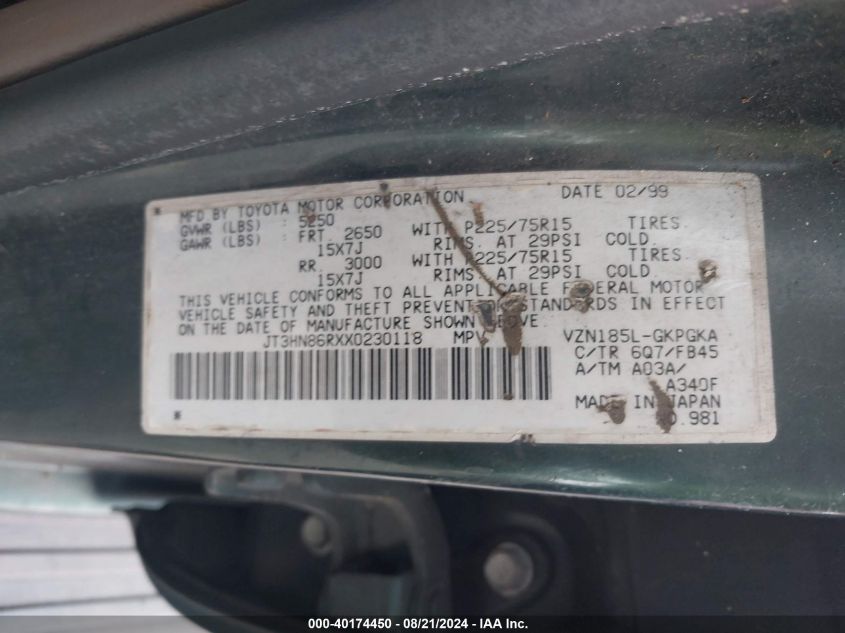 MFD BY TOYOTA MOTOR CORPORATION DATE 02/99
GVWR (LBS) : 5250
GAWR (LBS) : FRT. 2650 WITH P225/75R15 TIRES.
15X7J RIMS. AT 29PSI COLD.
RR. 3000 WITH P225/75R15 TIRES.
15X7J RIMS. AT 29PSI COLD.
THIS VEHICLE CONFORMS TO ALL APPLICABLE FEDERAL MOTOR
VEHICLE SAFETY AND THEFT PREVENTION STANDARDS IN EFFECT
ON THE DATE OF MANUFACTURE SHOWN ABOVE.
JT3HN86RXX0230118 MPV VZN185L-GKPGKA
C/TR 6Q7/FB45
A/TM A03A/
A340F
MADE IN JAPAN
981
000-40174450 - 08/21/2024 - IAA Inc.